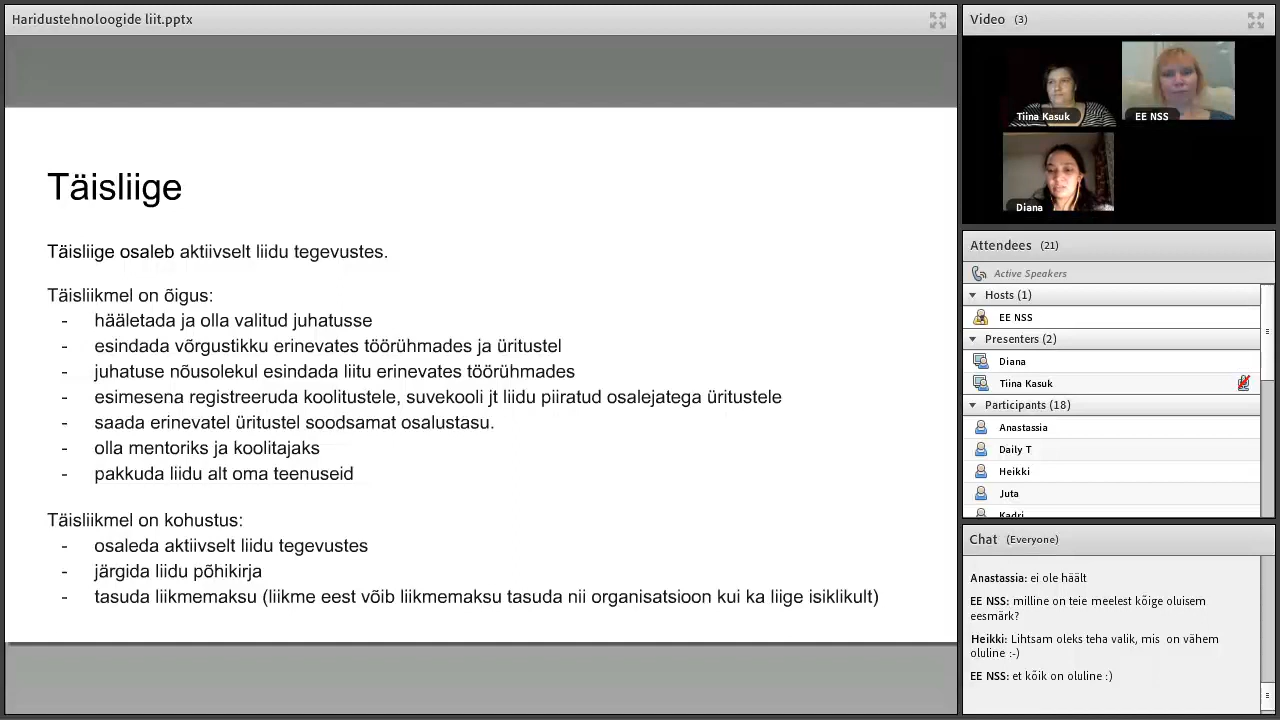 Haridustehnoloogide liit.pptx
Täisliige
Täisliige osaleb aktiivselt liidu tegevustes.
Täisliikmel on õigus:
- hääletada ja olla valitud juhatusse
- esindada võrgustikku erinevates töörühmades ja üritustel
- juhatuse nõusolekul esindada liitu erinevates töörühmades
- esimesena registreeruda koolitustele, suvekooli jt liidu piiratud osalejatega üritustele
- saada erinevatel üritustel soodsamat osalustasu.
- olla mentoriks ja koolitajaks
- pakkuda liidu alt oma teenuseid
Täisliikmel on kohustus:
- osaleda aktiivselt liidu tegevustes
- järgida liidu põhikirja
- tasuda liikmemaksu (liikme eest võib liikmemaksu tasuda nii organisatsioon kui ka liige isiklikult)
Video (3)
Tiina Kasuk
EE NSS
Diana
Attendees (21)
Active Speakers
Hosts (1)
EE NSS
Presenters (2)
Diana
Tiina Kasuk
Participants (18)
Anastassia
Daily T
Heikki
Juta
Kadri
Chat (Everyone)
Anastassia: ei ole häält
EE NSS: milline on teie meelest kõige oluisem
eesmärk?
Heikki: Lihtsam oleks teha valik, mis on vähem
oluline :-)
EE NSS: et kõik on oluline :)